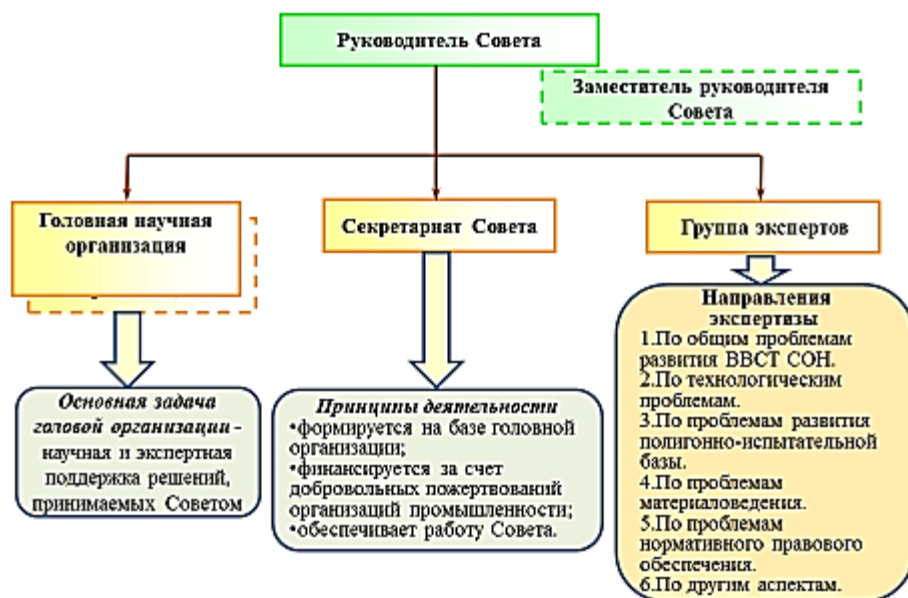 Руководитель Совета
Заместитель руководителя
Совета
Головная научная
организация
Секретариат Совета
Группа экспертов
Основная задача
головой организации -
научная и экспертная
поддержка решений,
принимаемых Советом
Принципы деятельности
•формируется на базе головной
организации;
•финансируется за счет
добровольных пожертвований
организаций промышленности;
•обеспечивает работу Совета.
Направления
экспертизы
1.По общим проблемам
развития ВВСТ СОН.
2.По технологическим
проблемам.
3.По проблемам развития
полигонно-испытательной
базы.
4.По проблемам
материаловедения.
5.По проблемам
нормативного правового
обеспечения.
6.По другим аспектам.